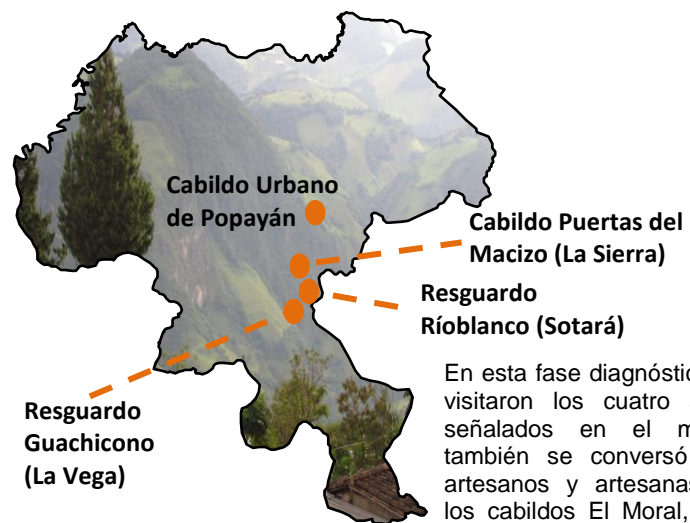 Cabildo Urbano
de Popayán
Cabildo Puertas del
Macizo (La Sierra)
Resguardo
Ríoblanco (Sotará)
Resguardo
Guachicono
(La Vega)
En esta fase diagnóstic
visitaron los cuatro
señalados en el m
también se conversó
artesanos y artesanas
los cabildos El Moral,